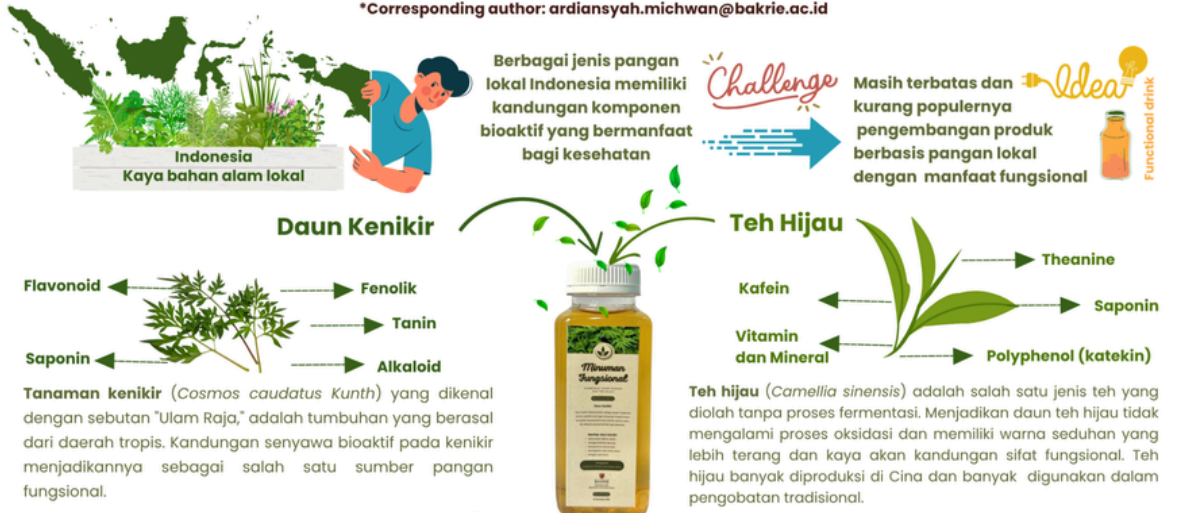 *Corresponding author: ardiansyah.michwan@bakrie.ac.id
Indonesia
Kaya bahan alam lokal
Berbagai jenis pangan
lokal Indonesia memiliki
kandungan komponen
bioaktif yang bermanfaat
bagi kesehatan
Challenge
Masih terbatas dan
kurang populernya
pengembangan produk
berbasis pangan lokal
dengan manfaat fungsional
Idea
Functional drink
Daun Kenikir
Flavonoid
Saponin
Fenolik
Tanin
Alkaloid
Tanaman kenikir (Cosmos caudatus Kunth) yang dikenal
dengan sebutan "Ulam Raja," adalah tumbuhan yang berasal
dari daerah tropis. Kandungan senyawa bioaktif pada kenikir
menjadikannya sebagai salah satu sumber pangan
fungsional.
Minuman
Fungsional
Teh Hijau
Kafein
Vitamin
dan Mineral
Theanine
Saponin
Polyphenol (katekin)
Teh hijau (Camellia sinensis) adalah salah satu jenis teh yang
diolah tanpa proses fermentasi. Menjadikan daun teh hijau tidak
mengalami proses oksidasi dan memiliki warna seduhan yang
lebih terang dan kaya akan kandungan sifat fungsional. Teh
hijau banyak diproduksi di Cina dan banyak digunakan dalam
pengobatan tradisional.